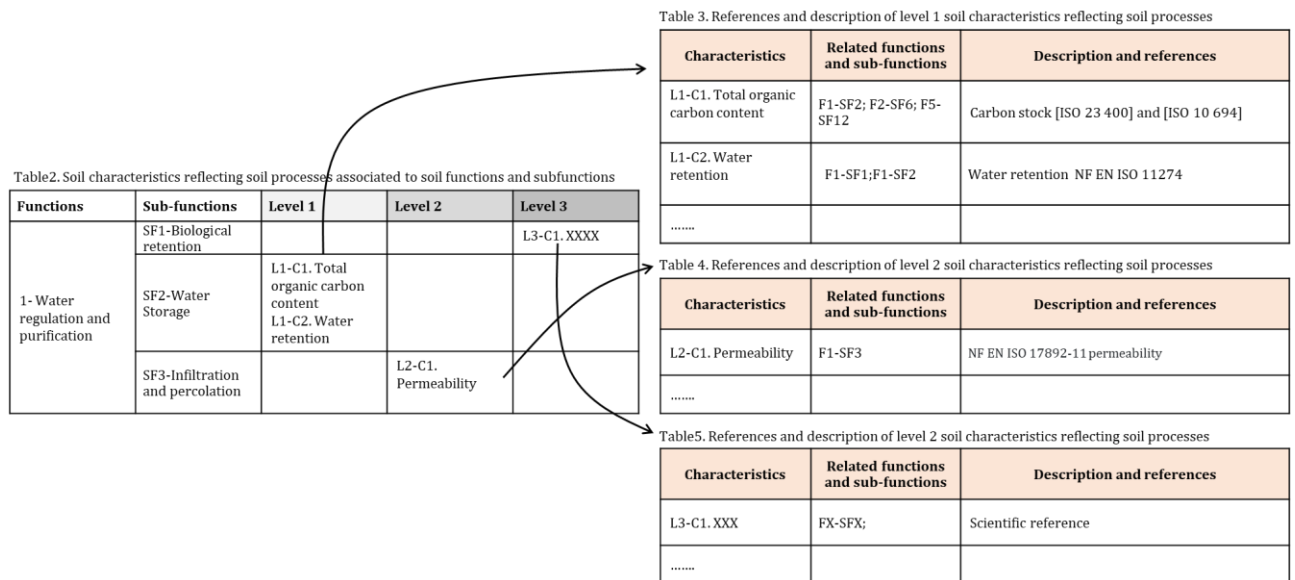 Table2. Soil characteristics reflecting soil processes associated to soil functions and subfunctions
Functions Sub-functions Level 1 Level 2 Level 3
1- Water
regulation and
purification
SF1-Biological
retention
L3-C1. XXXX
SF2-Water
Storage
L1-C1. Total
organic carbon
content
L1-C2. Water
retention
SF3-Infiltration
and percolation
L2-C1.
Permeability
Table 3. References and description of level 1 soil characteristics reflecting soil processes
Characteristics
Related functions
and sub-functions
Description and references
L1-C1. Total organic
carbon content
F1-SF2; F2-SF6; F5-
SF12
Carbon stock [ISO 23 400] and [ISO 10 694]
L1-C2. Water
retention
F1-SF1;F1-SF2
Water retention NF EN ISO 11274
.......
Table 4. References and description of level 2 soil characteristics reflecting soil processes
Characteristics
Related functions
and sub-functions
Description and references
L2-C1. Permeability
F1-SF3
NF EN ISO 17892-11 permeability
.......
Table5. References and description of level 2 soil characteristics reflecting soil processes
Characteristics
Related functions
and sub-functions
Description and references
L3-C1. XXX
FX-SFX;
Scientific reference
.......